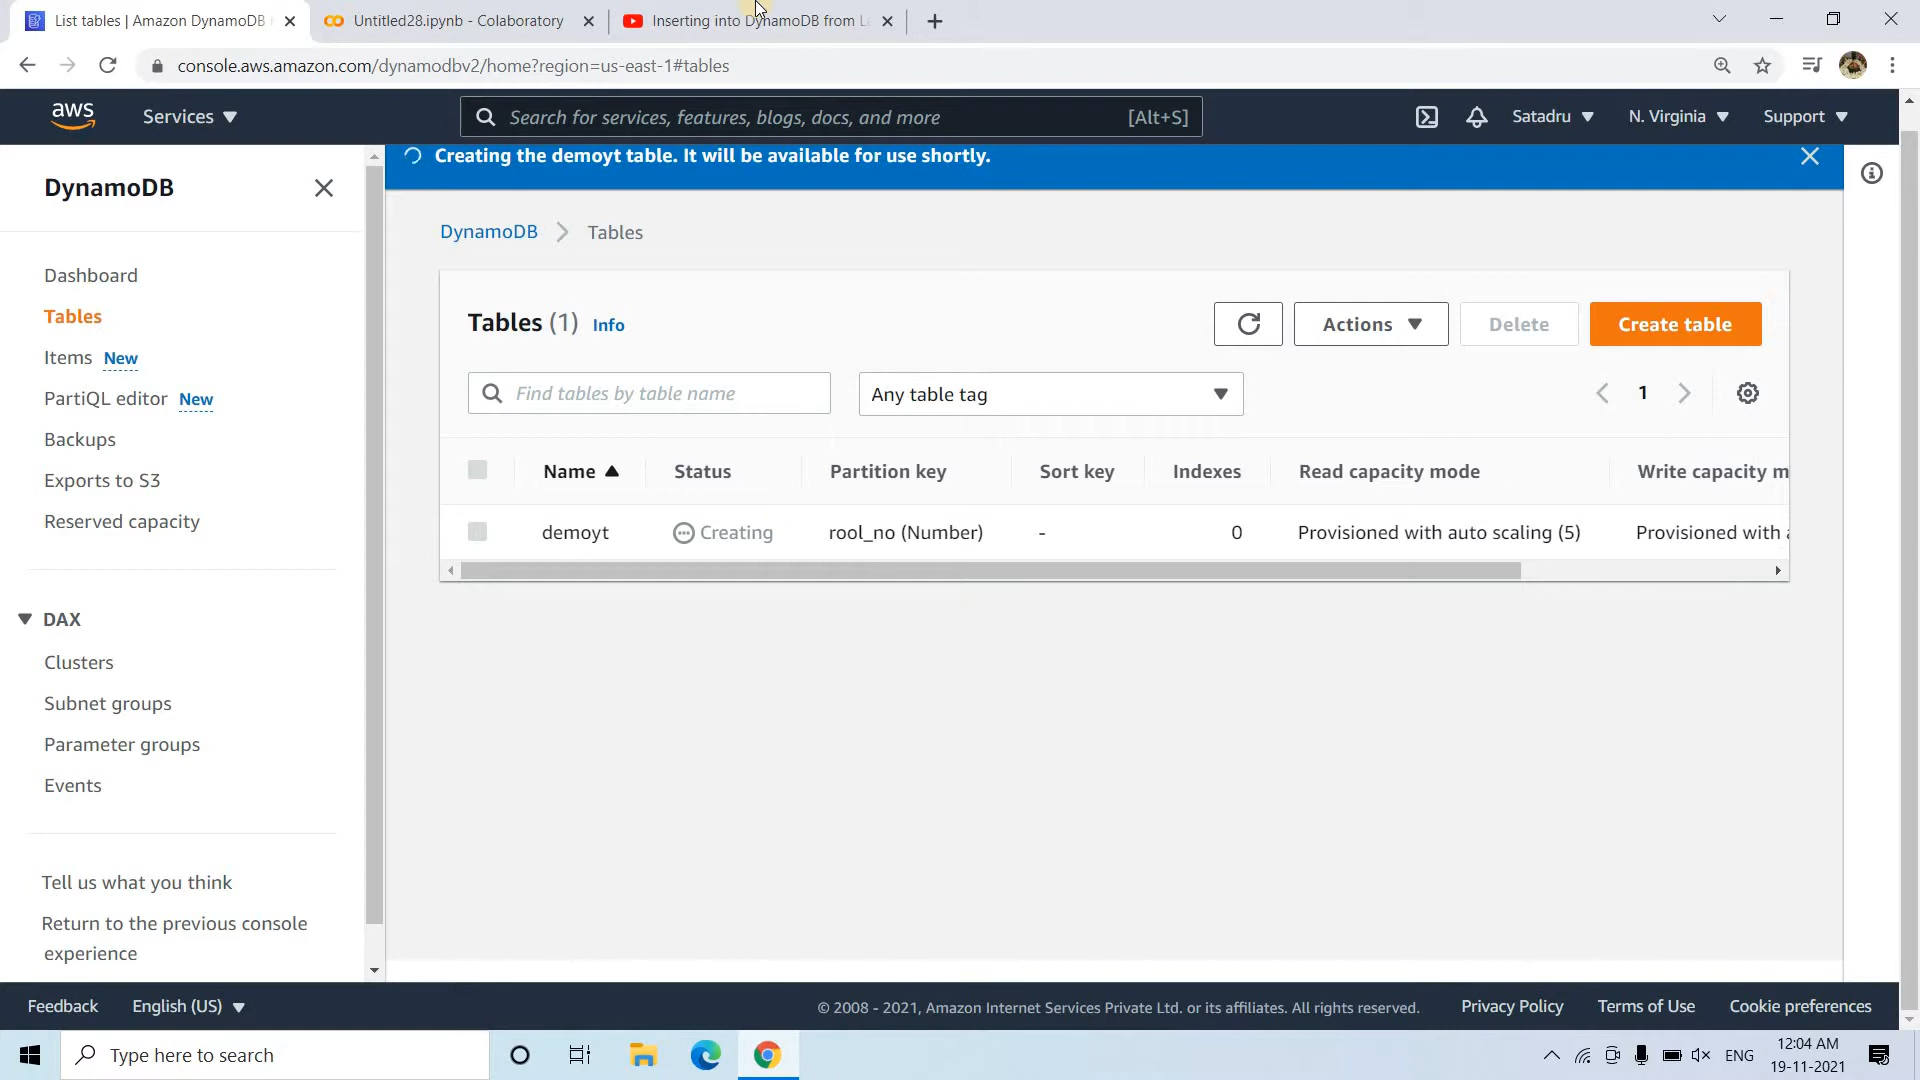 List tables | Amazon DynamoDB
Untitled28.ipynb - Colaboratory
Inserting into DynamoDB from L
console.aws.amazon.com/dynamodbv2/home?region=us-east-1#tables
aws
Services
Search for services, features, blogs, docs, and more
[Alt+S]
Satadru
N. Virginia
Support
DynamoDB
Creating the demoyt table. It will be available for use shortly.
DynamoDB
Tables
Dashboard
Tables
Items New
PartiQL editor New
Backups
Exports to S3
Reserved capacity
DAX
Clusters
Subnet groups
Parameter groups
Events
Tell us what you think
Return to the previous console
experience
Tables (1) Info
Actions
Delete
Create table
Find tables by table name
Any table tag
1
Name
Status
Partition key
Sort key
Indexes
Read capacity mode
Write capacity m
demoyt
Creating
rool_no (Number)
-
0
Provisioned with auto scaling (5)
Provisioned with a
Feedback
English (US)
© 2008 - 2021, Amazon Internet Services Private Ltd. or its affiliates. All rights reserved.
Privacy Policy
Terms of Use
Cookie preferences
Type here to search
ENG
12:04 AM
19-11-2021